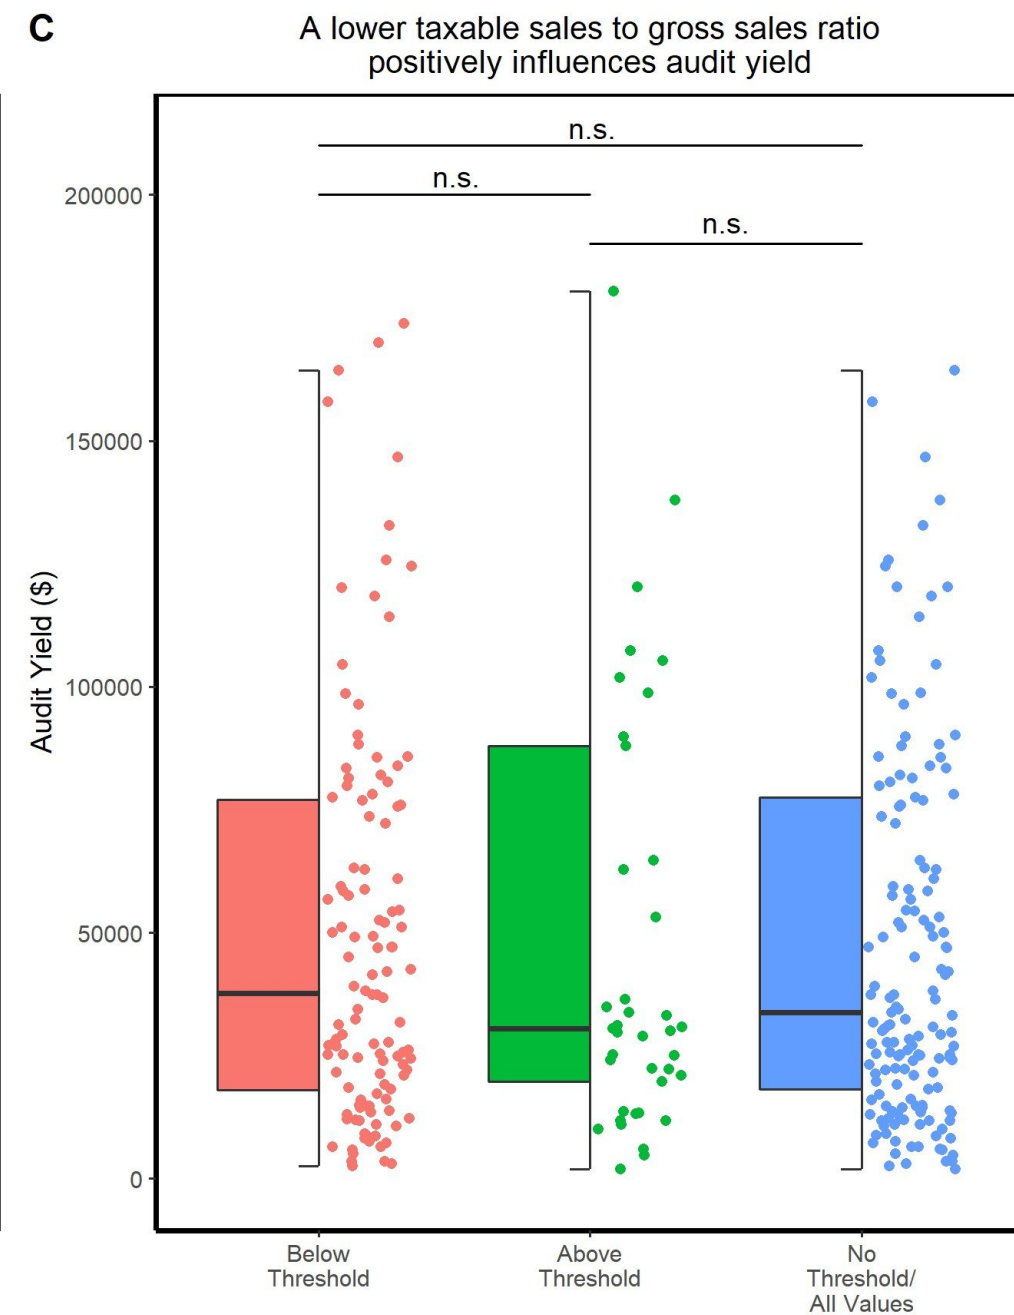 C
A lower taxable sales to gross sales ratio
positively influences audit yield
n.s.
n.s.
n.s.
200000
150000
100000
50000
0
Audit Yield ($)
Below
Threshold
Above
Threshold
No
Threshold/
All Values